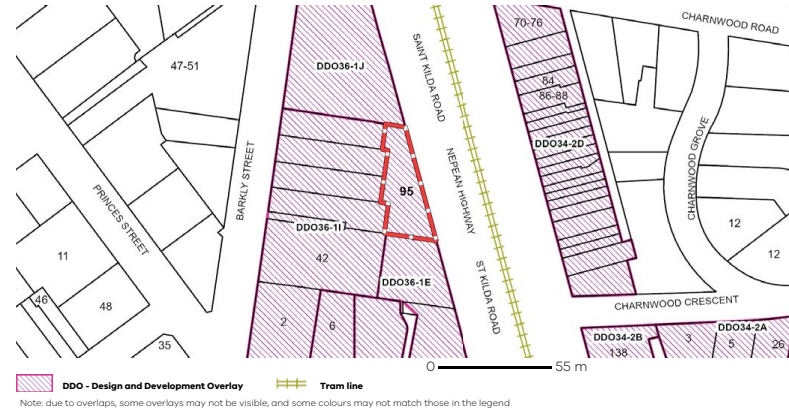 CHARNWOOD ROAD
70-76
47-51
DDO36-1J
SAINT KILDA ROAD
84
86-88
DDO34-2D
CHARNWOOD GROVE
BARKLY STREET
NEPEAN HIGHWAY
95
PRINCES STREET
DDO36-1I
12
12
11
42
DDO36-1E
ST KILDA ROAD
46
48
CHARNWOOD CRESCENT
2
6
35
DDO34-2B
138
3
DDO34-2A
5
26
0 55 m
DDO - Design and Development Overlay Tram line
Note: due to overlaps, some overlays may not be visible, and some colours may not match those in the legend